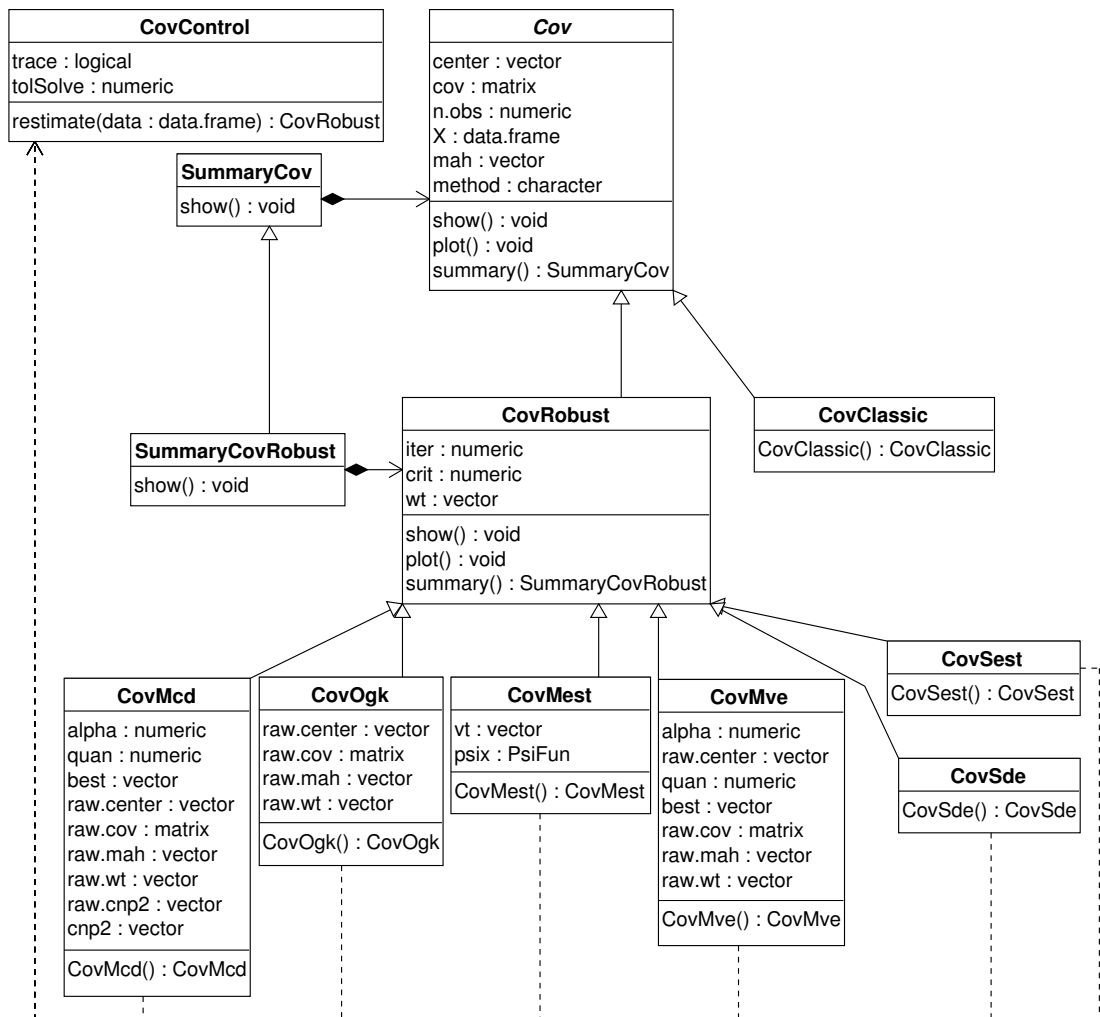 CovControl
trace : logical
tolSolve : numeric
restimate(data : data.frame) : CovRobust
Cov
center : vector
cov : matrix
n.obs : numeric
X : data.frame
mah : vector
method : character
show() : void
plot() : void
summary() : SummaryCov
SummaryCov
show() : void
CovRobust
iter : numeric
crit : numeric
wt : vector
show() : void
plot() : void
summary() : SummaryCovRobust
CovClassic
CovClassic() : CovClassic
SummaryCovRobust
show() : void
CovMcd
alpha : numeric
quan : numeric
best : vector
raw.center : vector
raw.cov : matrix
raw.mah : vector
raw.wt : vector
raw.cnp2 : vector
cnp2 : vector
CovMcd() : CovMcd
CovOgk
raw.center : vector
raw.cov : matrix
raw.mah : vector
raw.wt : vector
CovOgk() : CovOgk
CovMest
vt : vector
psix : PsiFun
CovMest() : CovMest
CovMve
alpha : numeric
raw.center : vector
quan : numeric
best : vector
raw.cov : matrix
raw.mah : vector
raw.wt : vector
CovMve() : CovMve
CovSest
CovSest() : CovSest
CovSde
CovSde() : CovSde